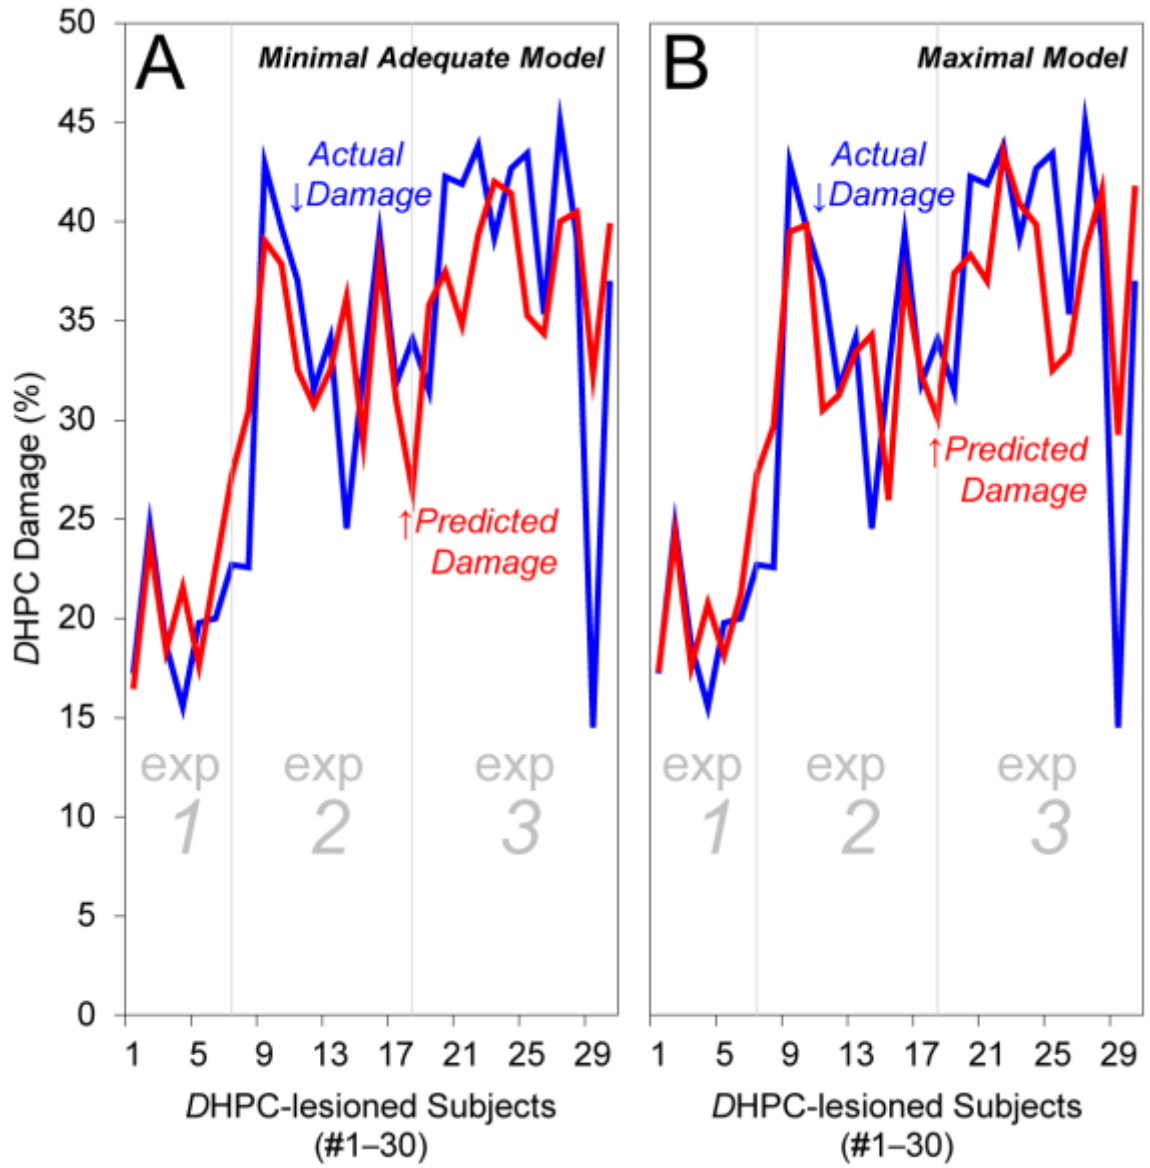 A
Minimal Adequate Model
B
Maximal Model
50
45
40
35
30
25
20
15
10
5
0
DHPC Damage (%)
Actual
↓Damage
↑Predicted
Damage
exp
1
exp
2
exp
3
1 5 9 13 17 21 25 29
DHPC-lesioned Subjects
(#1–30)
Actual
↓Damage
↑Predicted
Damage
exp
1
exp
2
exp
3
1 5 9 13 17 21 25 29
DHPC-lesioned Subjects
(#1–30)